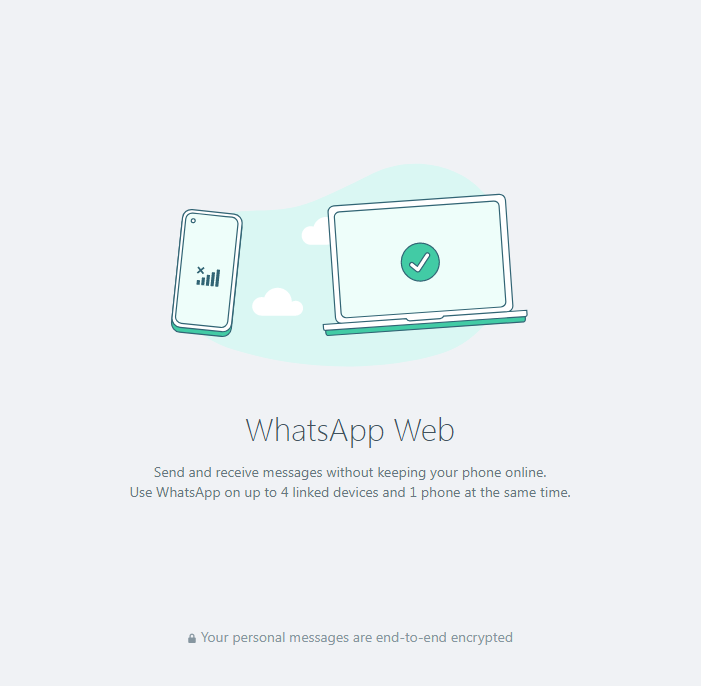 WhatsApp Web
Send and receive messages without keeping your phone online.
Use WhatsApp on up to 4 linked devices and 1 phone at the same time.
Your personal messages are end-to-end encrypted